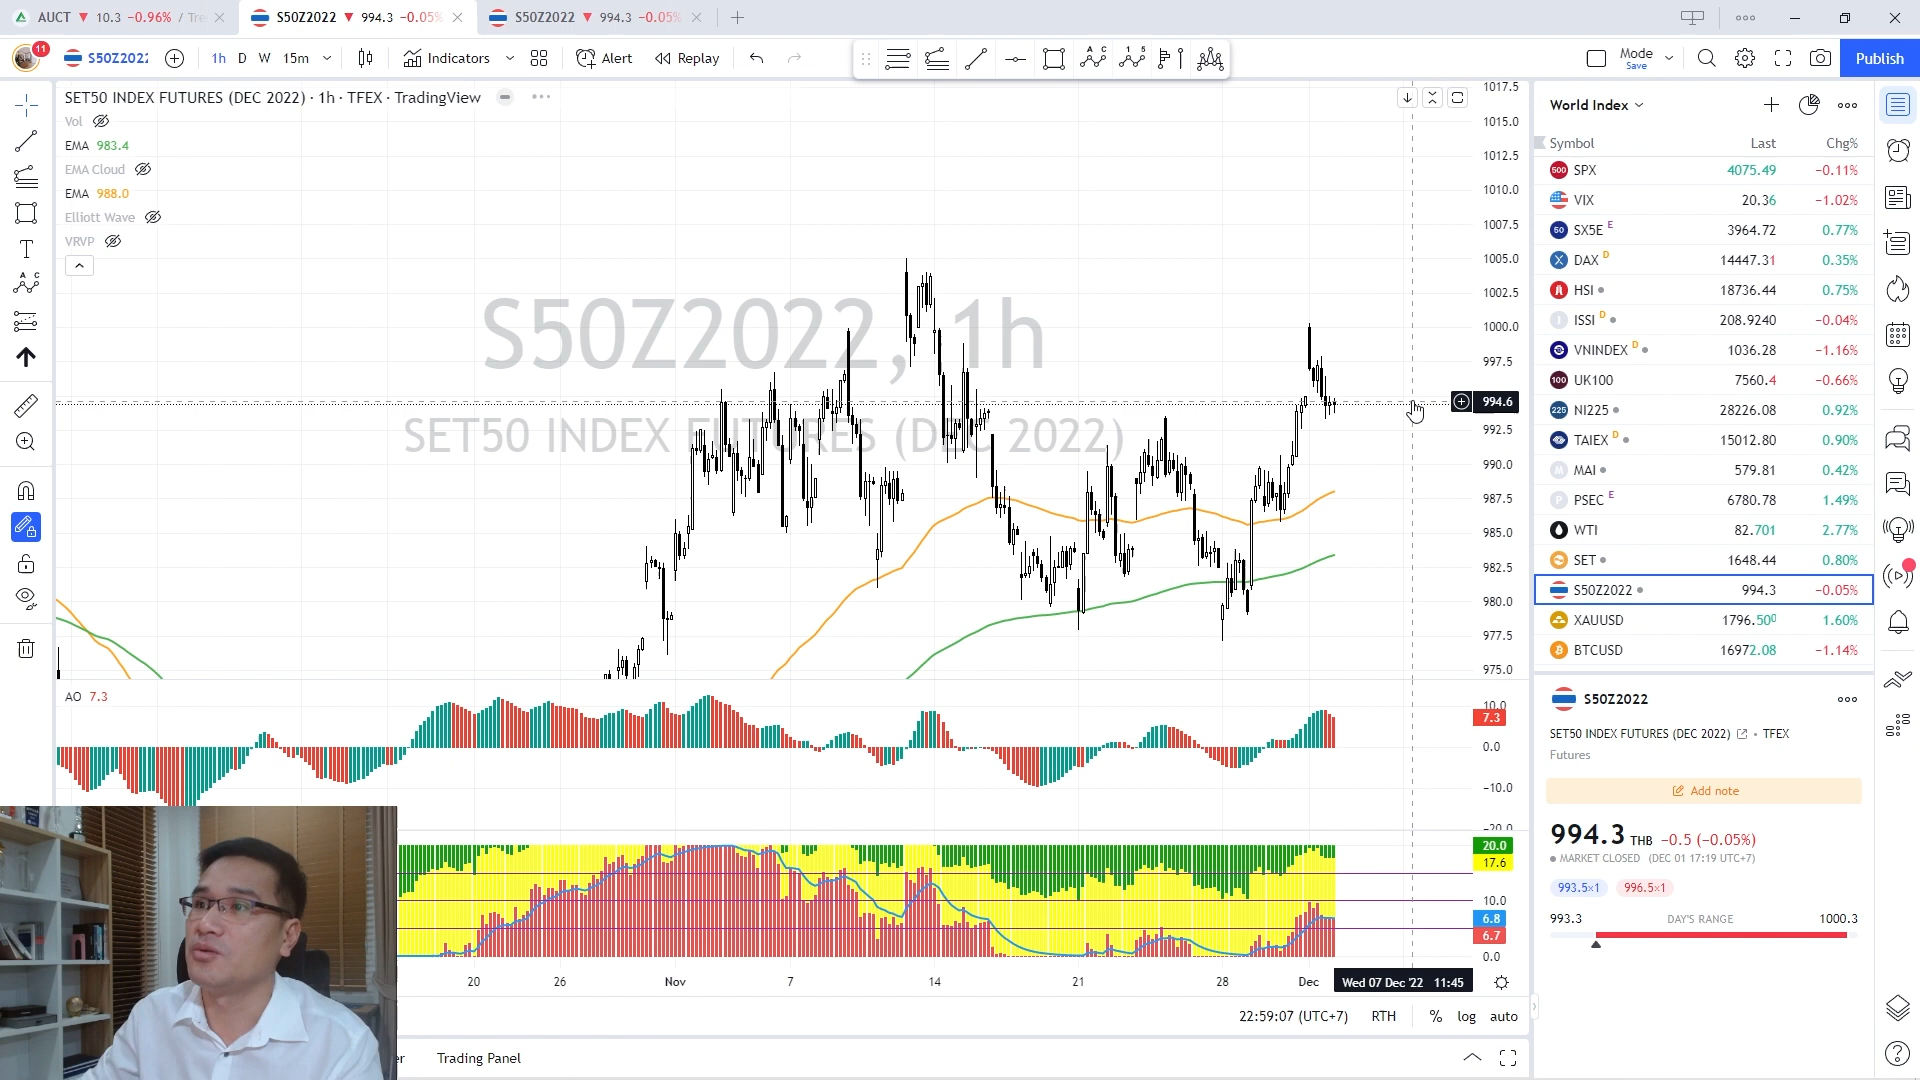 AUCT 10.3 −0.96% / Tre
S50Z2022 994.3 −0.05%
S50Z2022 994.3 −0.05%
11 S50Z2022 1h D W 15m Indicators Alert Replay Mode Save Publish
SET50 INDEX FUTURES (DEC 2022) · 1h · TFEX · TradingView
Vol
EMA 983.4
EMA Cloud
EMA 988.0
Elliott Wave
VRVP
S50Z2022, 1h
SET50 INDEX FUTURES (DEC 2022)
1017.5
1015.0
1012.5
1010.0
1007.5
1005.0
1002.5
1000.0
997.5
994.6
992.5
990.0
987.5
985.0
982.5
980.0
977.5
975.0
AO 7.3
10.0
7.3
0.0
−10.0
−20.0
20.0
17.6
10.0
6.8
6.7
0.0
20 26 Nov 7 14 21 28 Dec Wed 07 Dec '22 11:45
22:59:07 (UTC+7) RTH % log auto
er Trading Panel
World Index
Symbol Last Chg%
SPX 4075.49 −0.11%
VIX 20.36 −1.02%
SX5E E 3964.72 0.77%
DAX D 14447.31 0.35%
HSI 18736.44 0.75%
ISSI D 208.9240 −0.04%
VNINDEX D 1036.28 −1.16%
UK100 7560.4 −0.66%
NI225 28226.08 0.92%
TAIEX D 15012.80 0.90%
MAI 579.81 0.42%
PSEC E 6780.78 1.49%
WTI 82.701 2.77%
SET 1648.44 0.80%
S50Z2022 994.3 −0.05%
XAUUSD 1796.500 1.60%
BTCUSD 16972.08 −1.14%
S50Z2022
SET50 INDEX FUTURES (DEC 2022) • TFEX
Futures
Add note
994.3 THB −0.5 (−0.05%)
MARKET CLOSED (DEC 01 17:19 UTC+7)
993.5×1 996.5×1
993.3 DAY'S RANGE 1000.3